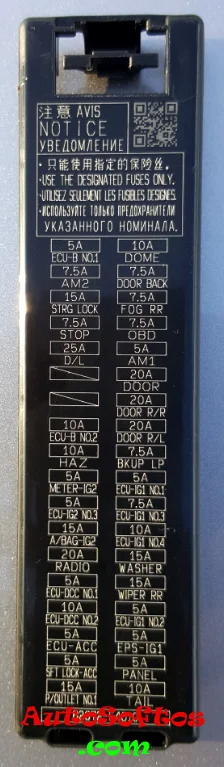 注意 AVIS
NOTICE
УВЕДОМЛЕНИЕ
・只能使用指定的保险丝。
・USE THE DESIGNATED FUSES ONLY.
・UTILISEZ SEULEMENT LES FUSIBLES DESIGNES.
・ИСПОЛЬЗУЙТЕ ТОЛЬКО ПРЕДОХРАНИТЕЛИ
УКАЗАННОГО НОМИНАЛА.
5A 10A
ECU-B NO.1 DOME
7.5A 7.5A
AM2 DOOR BACK
15A 7.5A
STRG LOCK FOG RR
7.5A 7.5A
STOP OBD
25A 5A
D/L AM1
20A
DOOR
20A
DOOR R/R
10A 20A
ECU-B NO.2 DOOR R/L
10A 7.5A
HAZ BKUP LP
5A 5A
METER-IG2 ECU-IG1 NO.1
5A 7.5A
ECU-IG2 NO.3 ECU-IG1 NO.3
15A 10A
A/BAG-IG2 ECU-IG1 NO.4
20A 15A
RADIO WASHER
5A 15A
ECU-DCC NO.1 WIPER RR
10A 5A
ECU-DCC NO.2 ECU-IG1 NO.2
5A 5A
ECU-ACC EPS-IG1
5A 5A
SFT LOCK-ACC PANEL
15A 10A
P/OUTLET NO.1 TAIL
AutoSoftos
.com